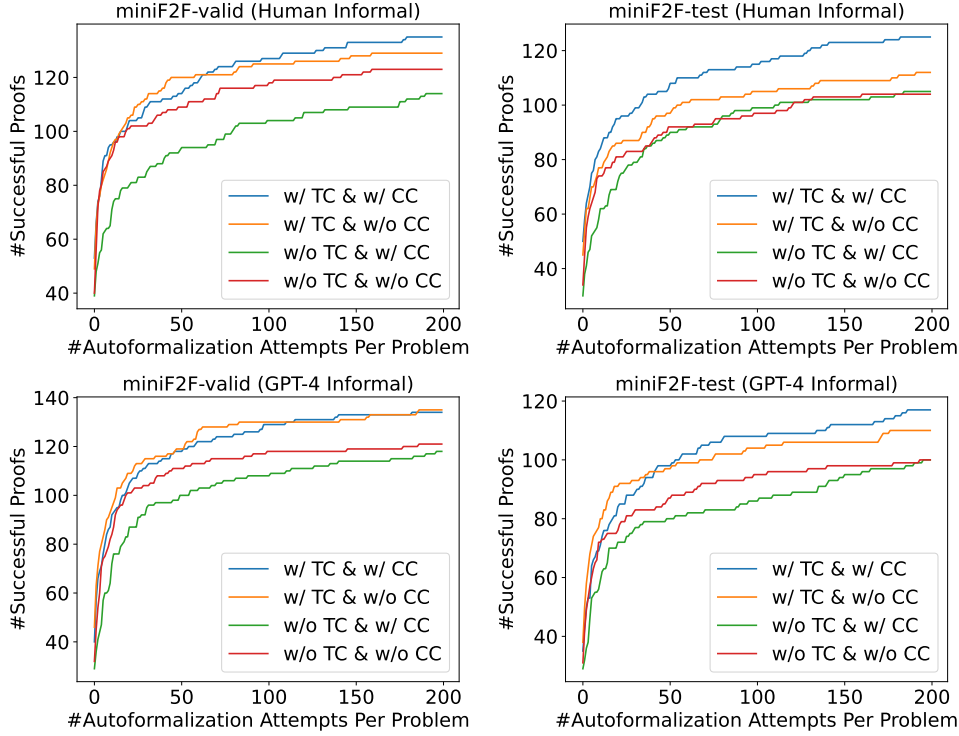 miniF2F-valid (Human Informal)
#Successful Proofs
120
100
80
60
40
w/ TC & w/ CC
w/ TC & w/o CC
w/o TC & w/ CC
w/o TC & w/o CC
0 50 100 150 200
#Autoformalization Attempts Per Problem
miniF2F-test (Human Informal)
#Successful Proofs
120
100
80
60
40
w/ TC & w/ CC
w/ TC & w/o CC
w/o TC & w/ CC
w/o TC & w/o CC
0 50 100 150 200
#Autoformalization Attempts Per Problem
miniF2F-valid (GPT-4 Informal)
#Successful Proofs
140
120
100
80
60
40
w/ TC & w/ CC
w/ TC & w/o CC
w/o TC & w/ CC
w/o TC & w/o CC
0 50 100 150 200
#Autoformalization Attempts Per Problem
miniF2F-test (GPT-4 Informal)
#Successful Proofs
120
100
80
60
40
w/ TC & w/ CC
w/ TC & w/o CC
w/o TC & w/ CC
w/o TC & w/o CC
0 50 100 150 200
#Autoformalization Attempts Per Problem